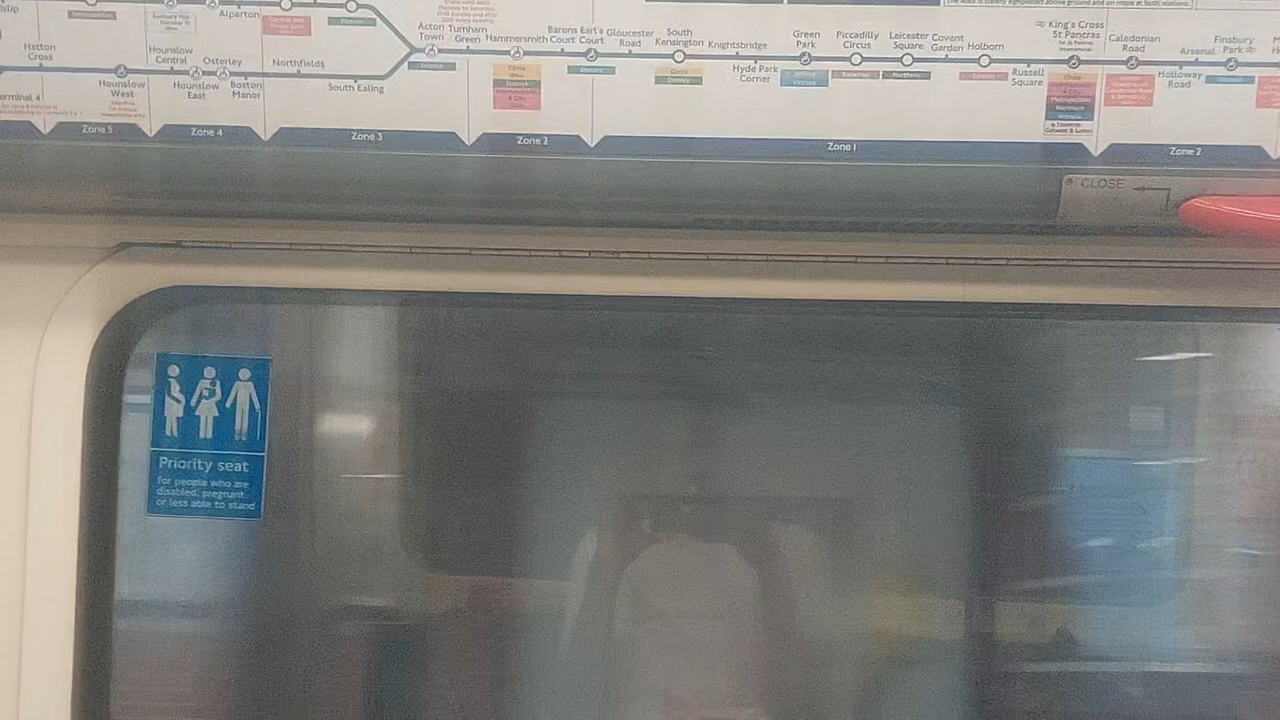 Alperton
Hatton
Cross
Hounslow
Central
Osterley
Hounslow
West
Hounslow
East
Boston
Manor
Northfields
South Ealing
Acton
Town
Turnham
Green
Hammersmith
Barons
Court
Earl's
Court
Gloucester
Road
South
Kensington
Knightsbridge
Hyde Park
Corner
Green
Park
Piccadilly
Circus
Leicester
Square
Covent
Garden
Holborn
Russell
Square
King's Cross
St Pancras
Caledonian
Road
Holloway
Road
Arsenal
Finsbury
Park
Terminal 4
Zone 5
Zone 4
Zone 3
Zone 2
Zone 1
Zone 2
CLOSE
Priority seat
For people who are
disabled, pregnant
or less able to stand